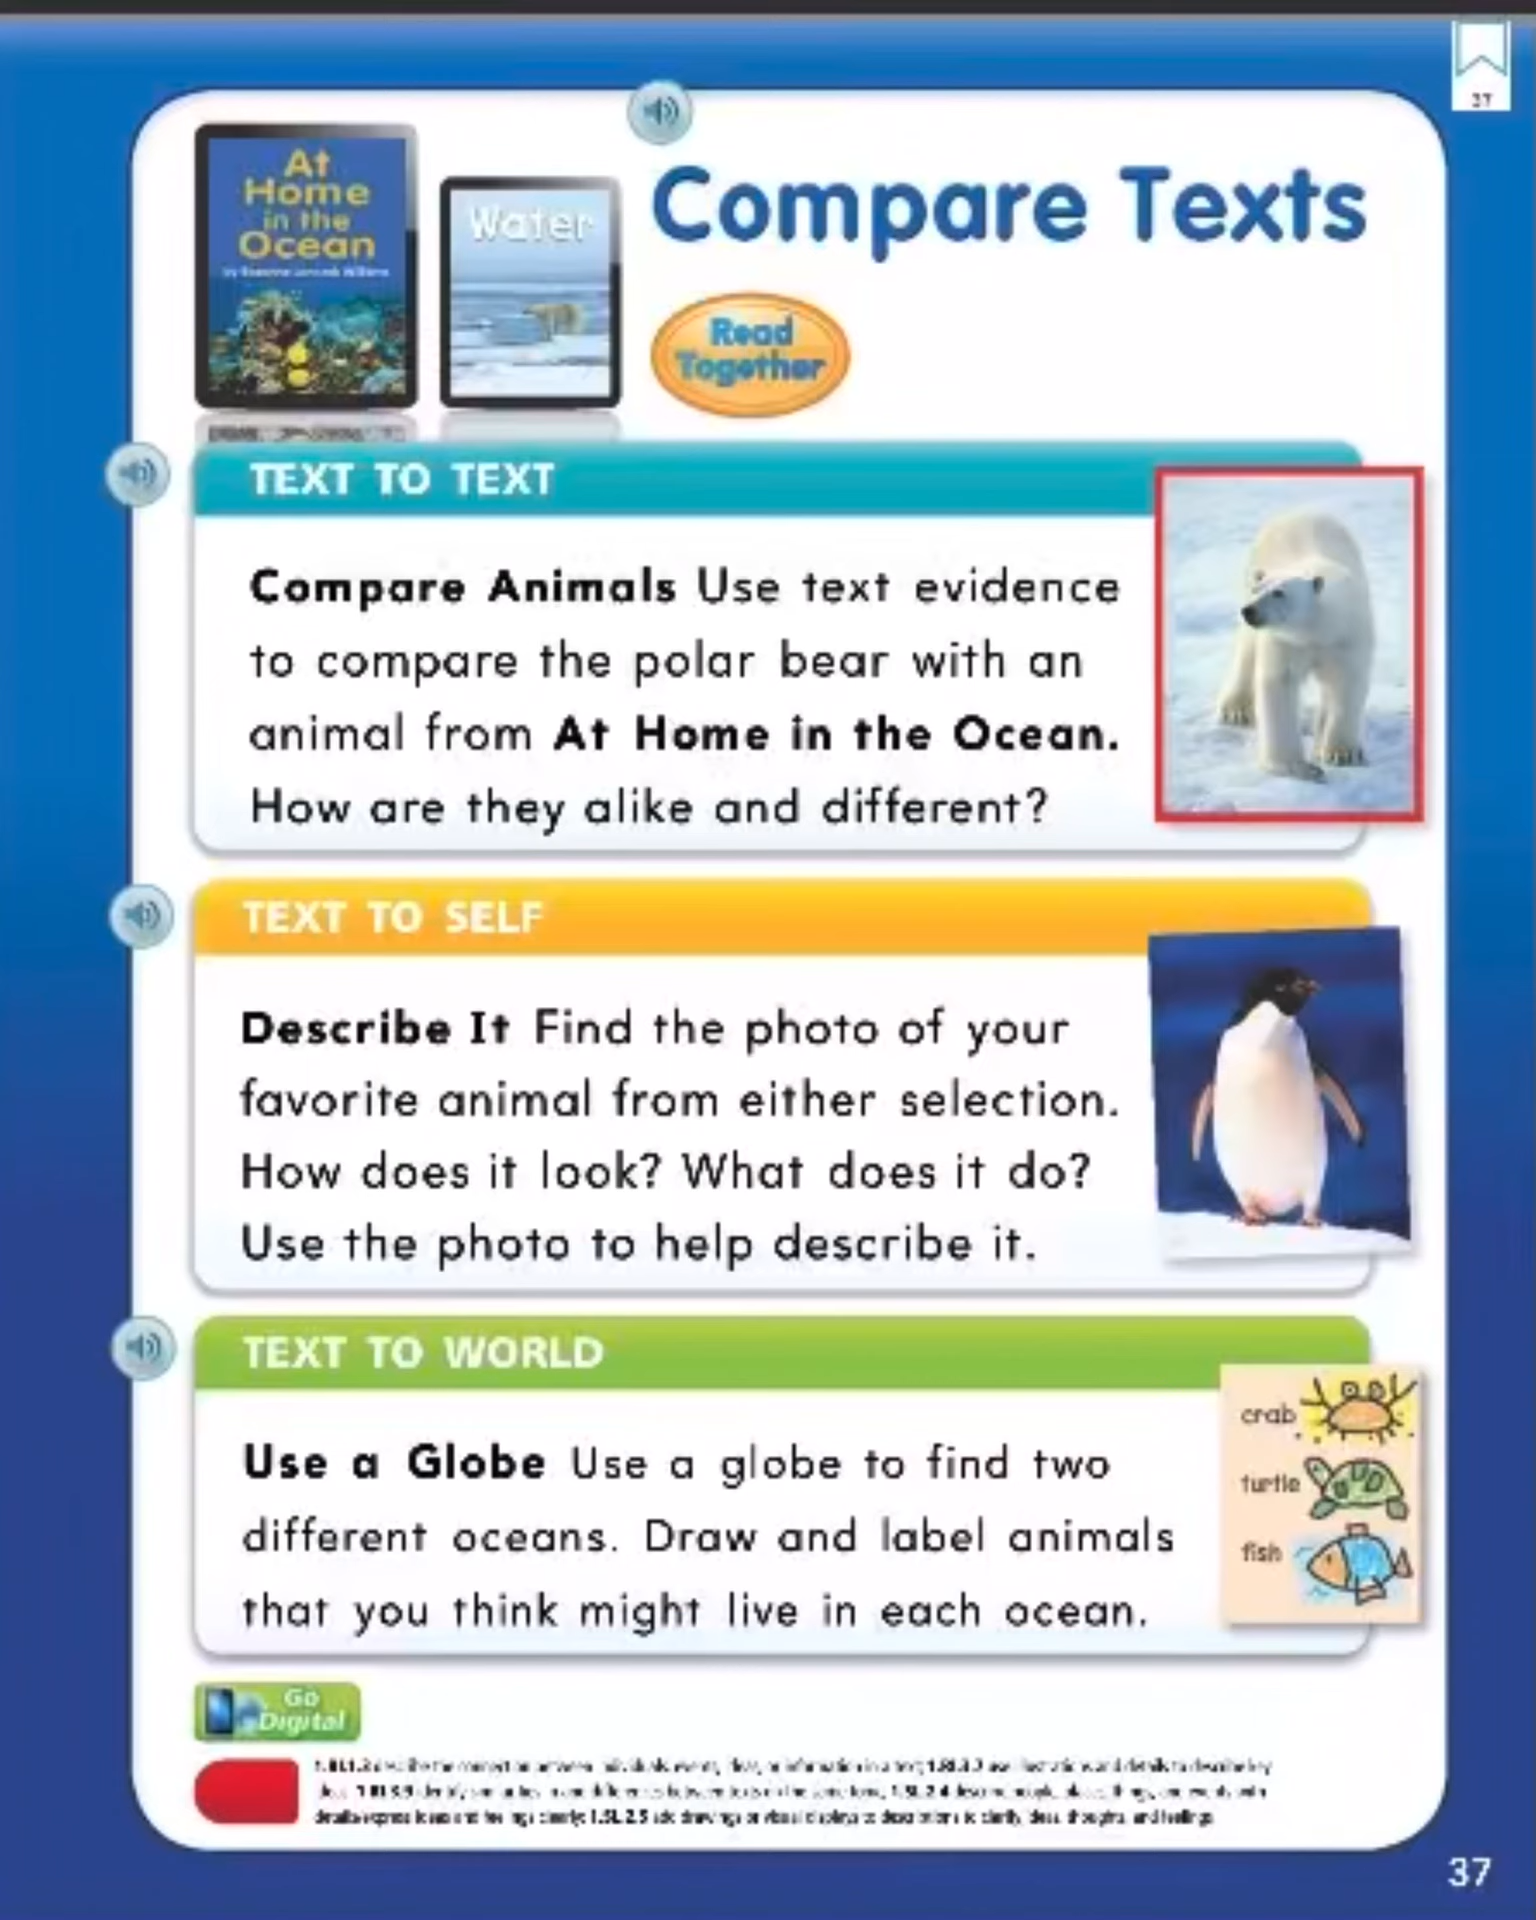 37
At
Home
in the
Ocean
Water
Compare Texts
Read
Together
TEXT TO TEXT
Compare Animals Use text evidence
to compare the polar bear with an
animal from At Home in the Ocean.
How are they alike and different?
TEXT TO SELF
Describe It Find the photo of your
favorite animal from either selection.
How does it look? What does it do?
Use the photo to help describe it.
TEXT TO WORLD
crab
turtle
fish
Use a Globe Use a globe to find two
different oceans. Draw and label animals
that you think might live in each ocean.
Go
Digital
37